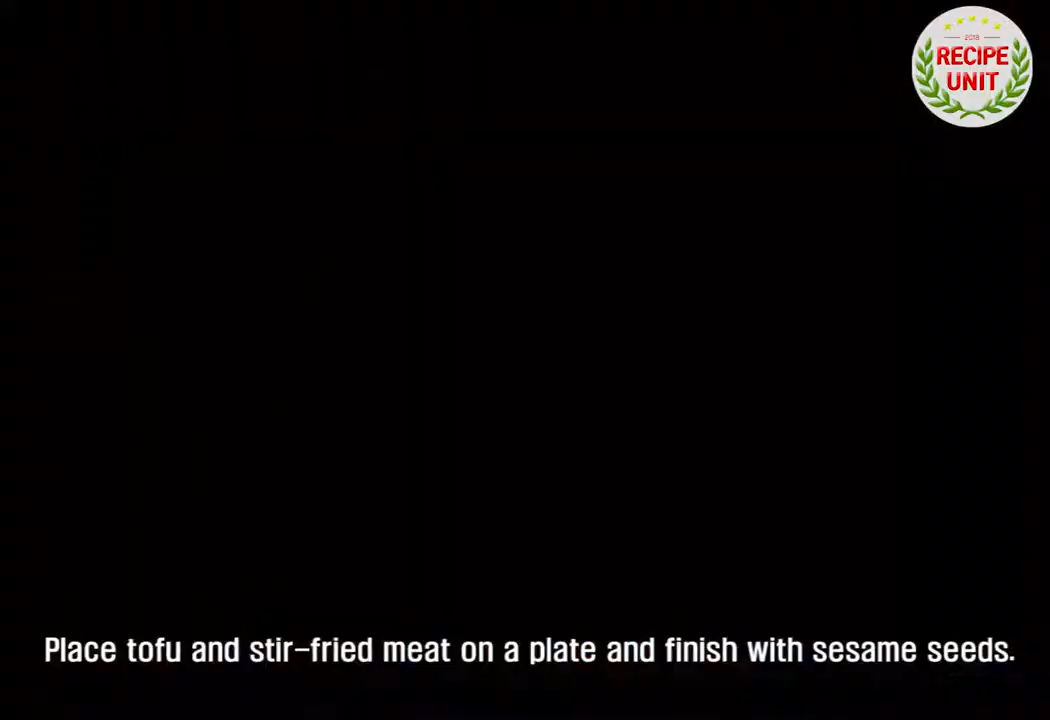 2018
RECIPE
UNIT
Place tofu and stir-fried meat on a plate and finish with sesame seeds.